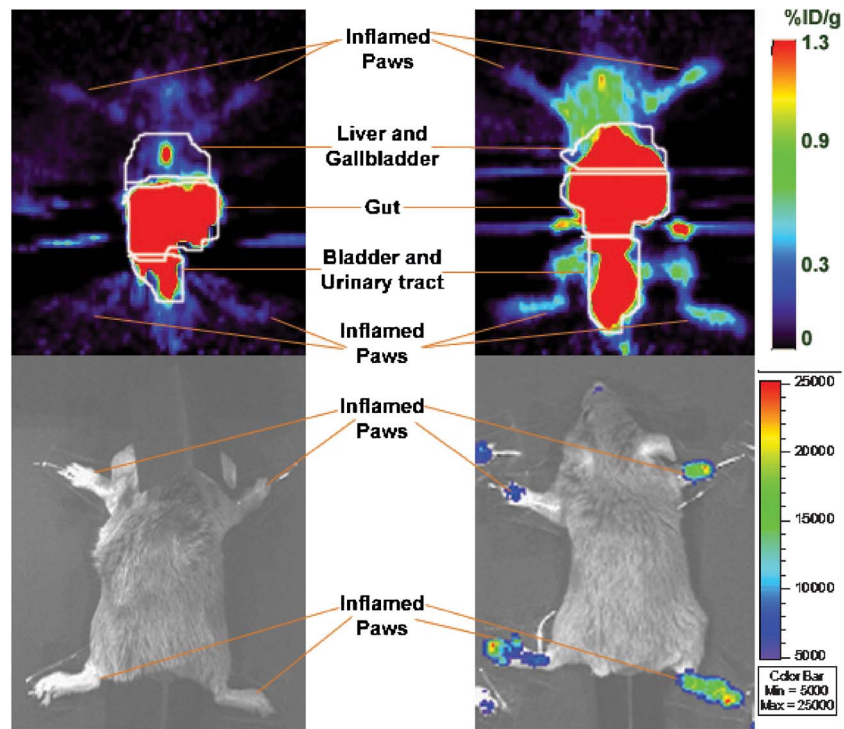 %ID/g
Inflamed
Paws
1.3
Liver and
Gallbladder
0.9
Gut
Bladder and
Urinary tract
0.3
Inflamed
Paws
0
Inflamed
Paws
25000
20000
15000
10000
Inflamed
Paws
5000
Color Bar
Min = 5000
Max = 25000